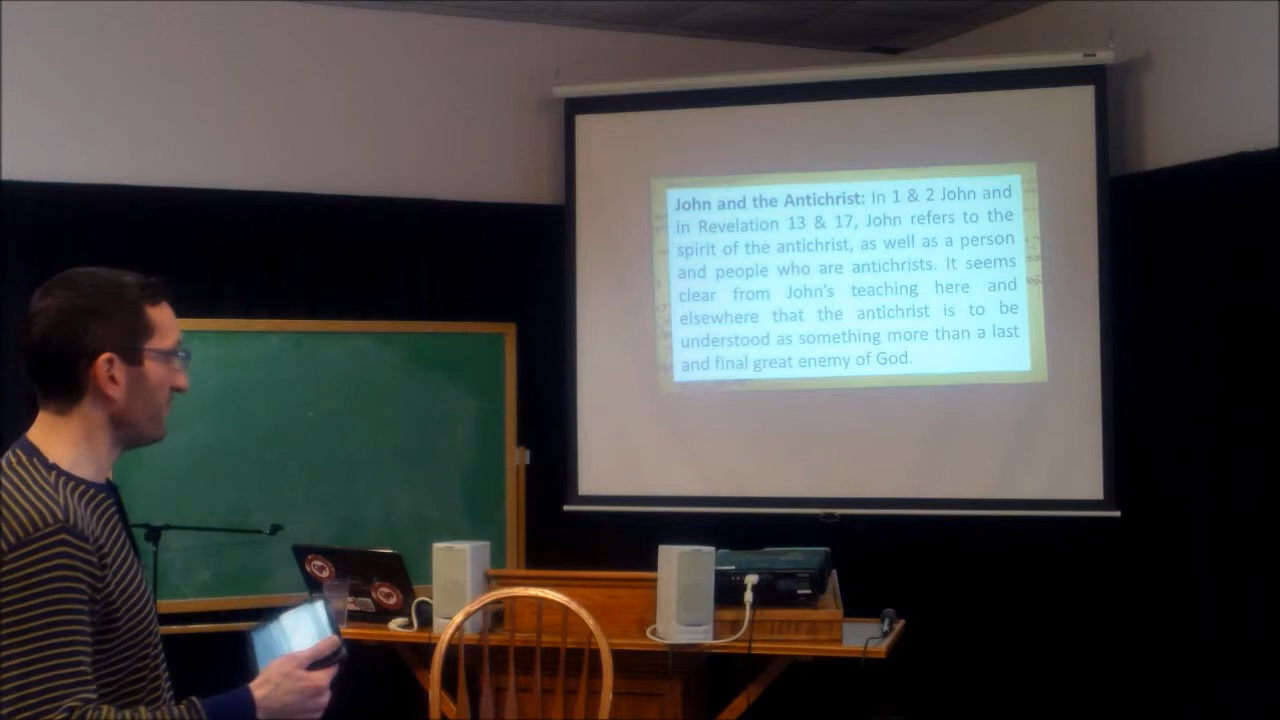 John and the Antichrist: In 1 & 2 John and
in Revelation 13 & 17, John refers to the
spirit of the antichrist, as well as a person
and people who are antichrists. It seems
clear from John's teaching here and
elsewhere that the antichrist is to be
understood as something more than a last
and final great enemy of God.